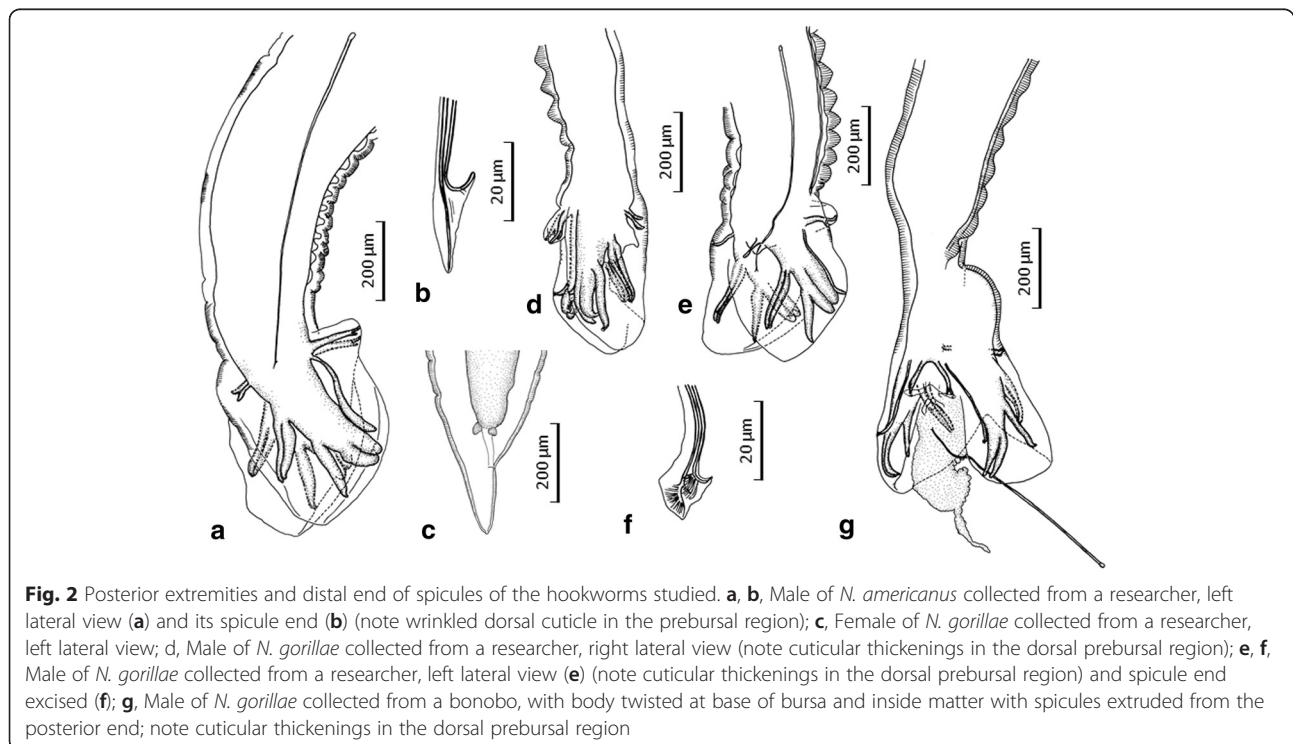 200 µm
a
20 µm
b
200 µm
c
200 µm
d
200 µm
e
20 µm
f
200 µm
g
Fig. 2 Posterior extremities and distal end of spicules of the hookworms studied. a, b, Male of N. americanus collected from a researcher, left
lateral view (a) and its spicule end (b) (note wrinkled dorsal cuticle in the prebursal region); c, Female of N. gorillae collected from a researcher,
left lateral view; d, Male of N. gorillae collected from a researcher, right lateral view (note cuticular thickenings in the dorsal prebursal region); e, f,
Male of N. gorillae collected from a researcher, left lateral view (e) (note cuticular thickenings in the dorsal prebursal region) and spicule end
excised (f); g, Male of N. gorillae collected from a bonobo, with body twisted at base of bursa and inside matter with spicules extruded from the
posterior end; note cuticular thickenings in the dorsal prebursal region